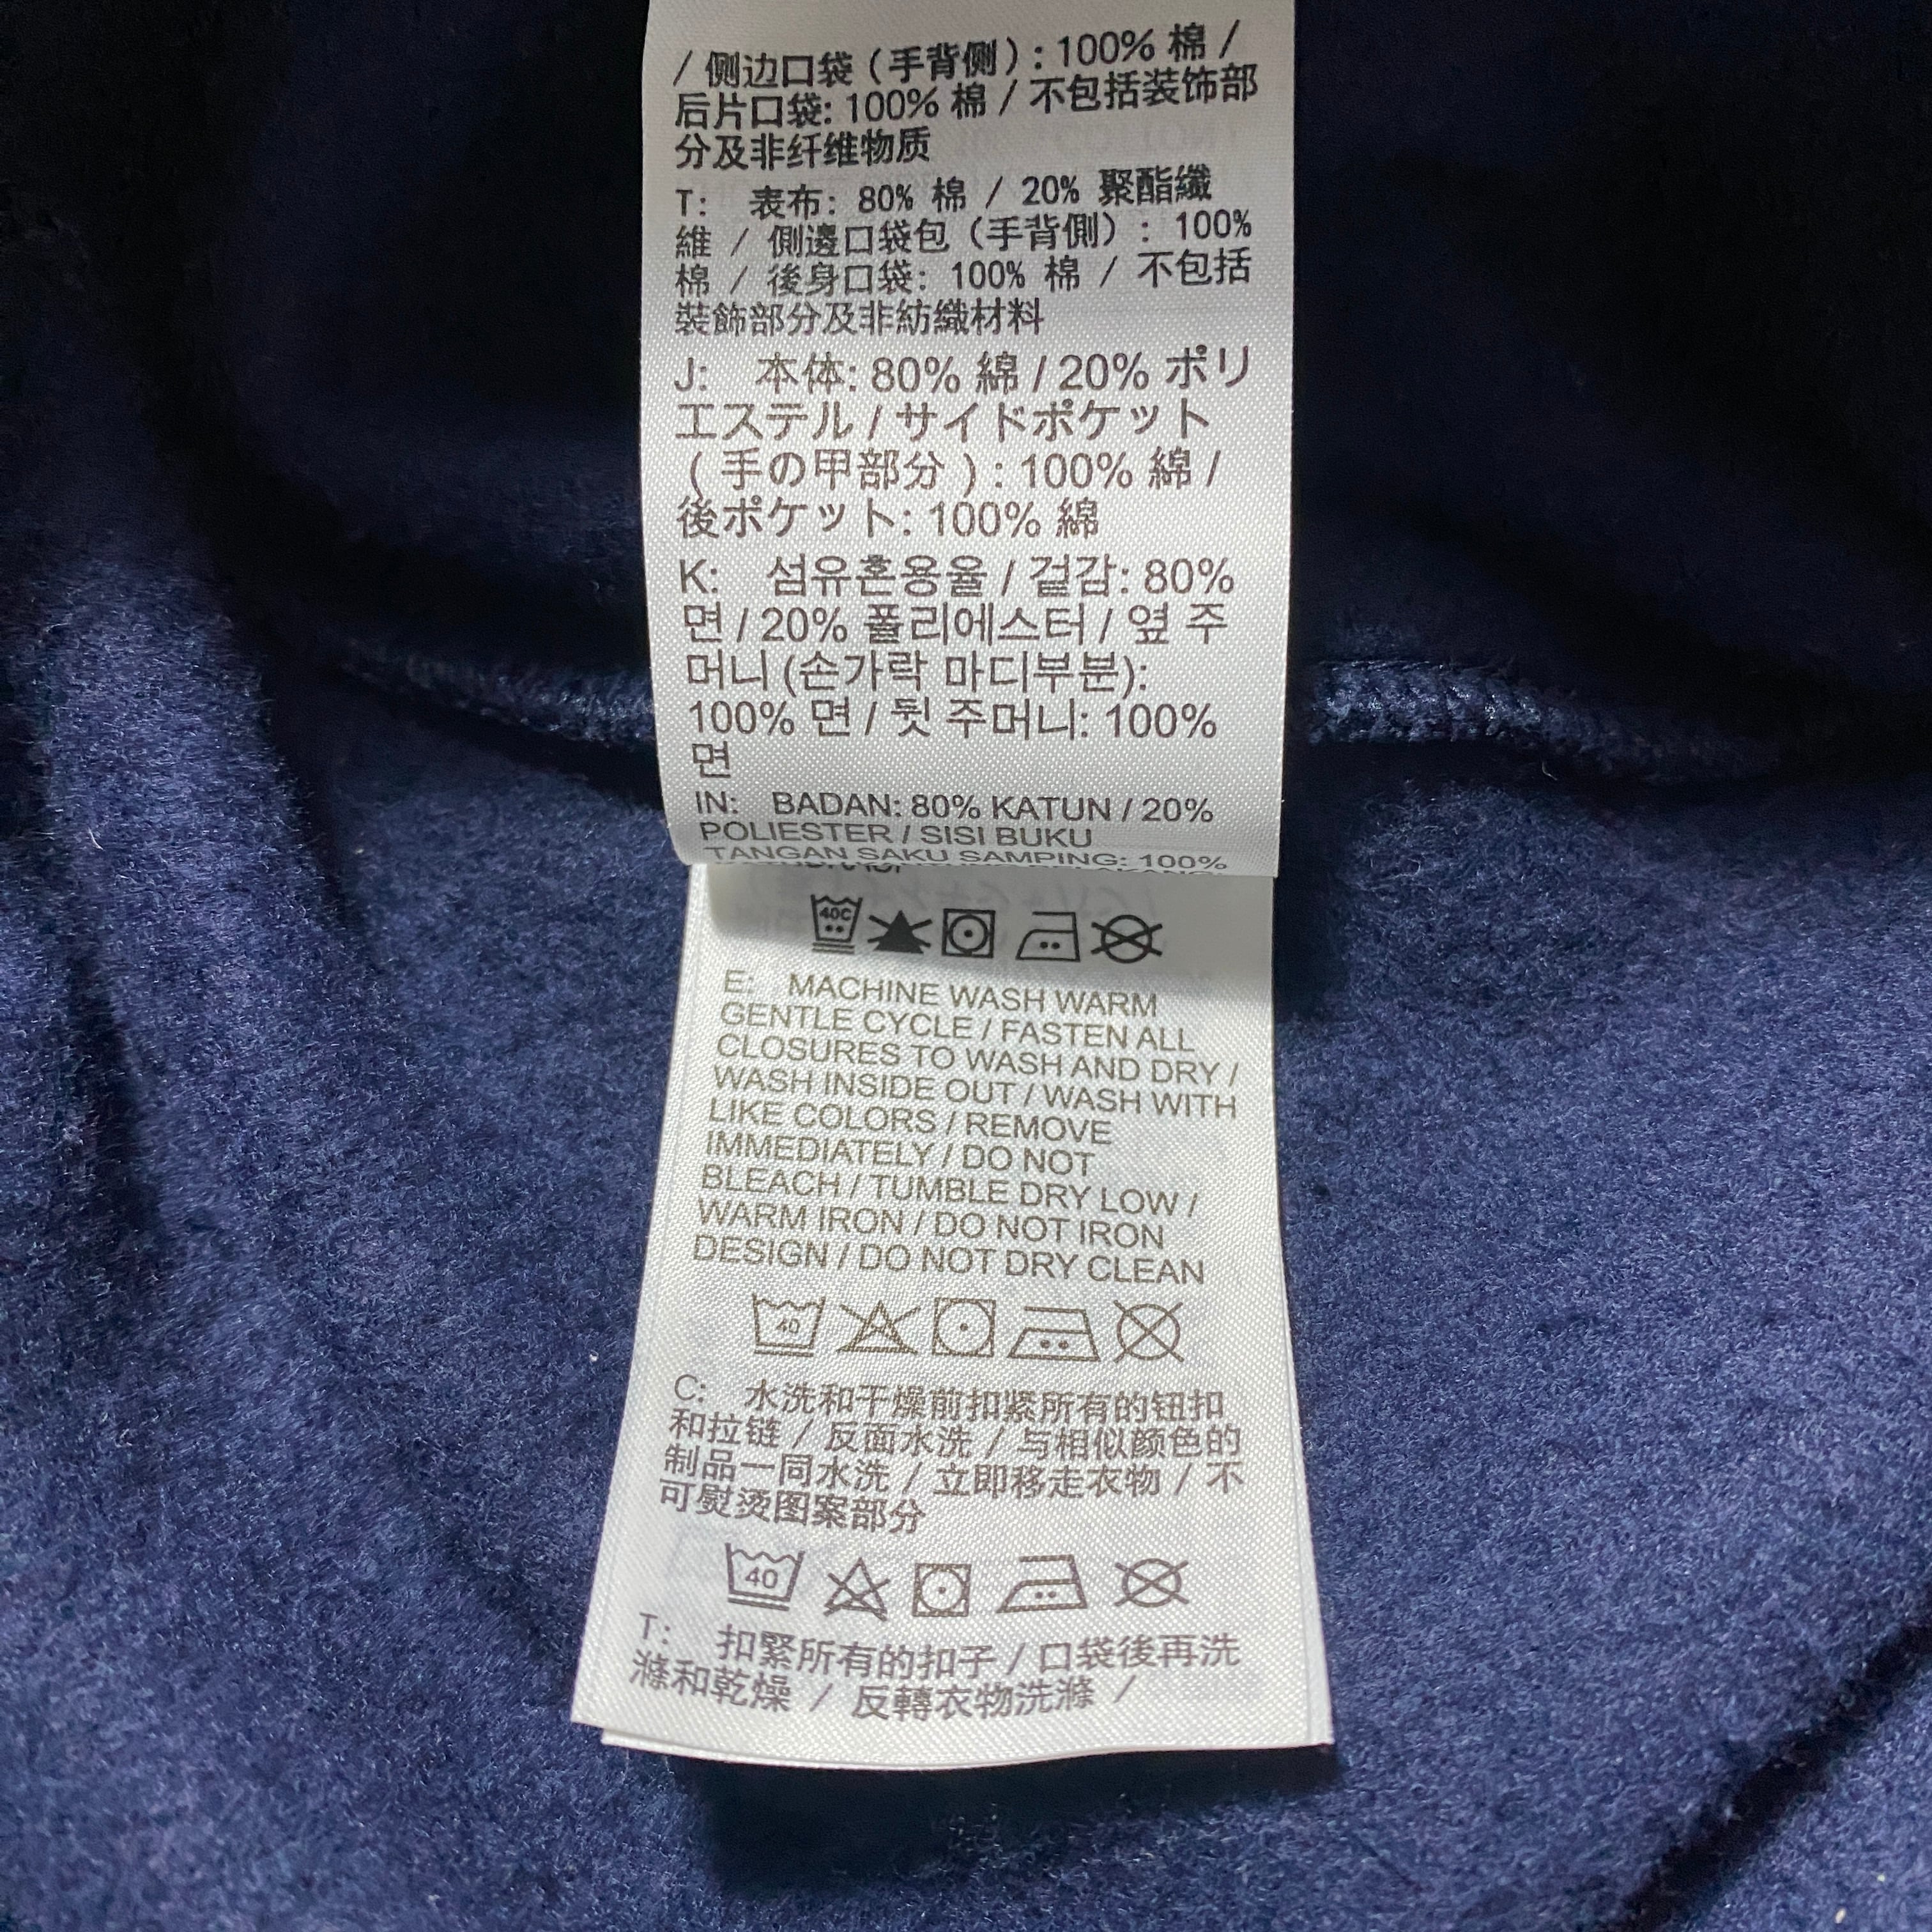 / 侧边口袋 (手背侧) : 100% 棉 /
后片口袋: 100% 棉 / 不包括装饰部
分及非纤维物质
T: 表布: 80% 棉 / 20% 聚酯纖
維 / 側邊口袋包 (手背側) : 100%
棉 / 後身口袋: 100% 棉 / 不包括
裝飾部分及非紡織材料
J: 本体: 80% 綿 / 20% ポリ
エステル / サイドポケット
( 手の甲部分 ) : 100% 綿 /
後ポケット: 100% 綿
K: 섬유혼용율 / 겉감: 80%
면 / 20% 폴리에스터 / 옆 주
머니 (손가락 마디부분):
100% 면 / 뒷 주머니: 100%
면
IN: BADAN: 80% KATUN / 20%
POLIESTER / SISI BUKU
TANGAN SAKU SAMPING: 100%
40C
E: MACHINE WASH WARM
GENTLE CYCLE / FASTEN ALL
CLOSURES TO WASH AND DRY /
WASH INSIDE OUT / WASH WITH
LIKE COLORS / REMOVE
IMMEDIATELY / DO NOT
BLEACH / TUMBLE DRY LOW /
WARM IRON / DO NOT IRON
DESIGN / DO NOT DRY CLEAN
40
C: 水洗和干燥前扣紧所有的钮扣
和拉链 / 反面水洗 / 与相似颜色的
制品一同水洗 / 立即移走衣物 / 不
可熨烫图案部分
40
T: 扣緊所有的扣子 / 口袋後再洗
滌和乾燥 / 反轉衣物洗滌 /